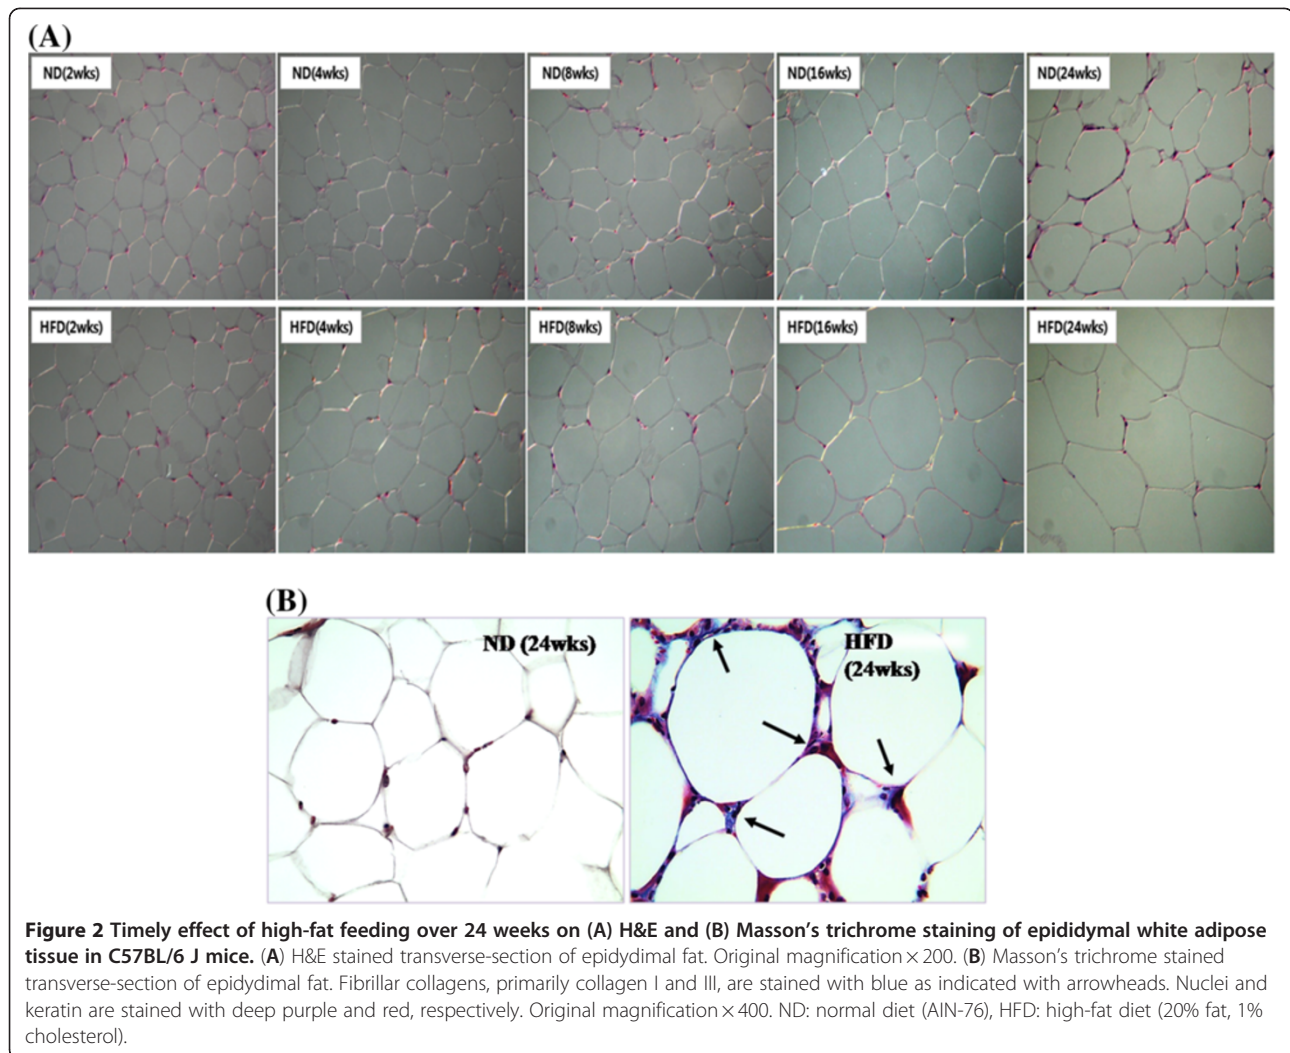 (A)
ND(2wks)
ND(4wks)
ND(8wks)
ND(16wks)
ND(24wks)
HFD(2wks)
HFD(4wks)
HFD(8wks)
HFD(16wks)
HFD(24wks)
(B)
ND (24wks)
HFD
(24wks)
Figure 2 Timely effect of high-fat feeding over 24 weeks on (A) H&E and (B) Masson's trichrome staining of epididymal white adipose
tissue in C57BL/6 J mice. (A) H&E stained transverse-section of epidydimal fat. Original magnification × 200. (B) Masson's trichrome stained
transverse-section of epidydimal fat. Fibrillar collagens, primarily collagen I and III, are stained with blue as indicated with arrowheads. Nuclei and
keratin are stained with deep purple and red, respectively. Original magnification × 400. ND: normal diet (AIN-76), HFD: high-fat diet (20% fat, 1%
cholesterol).